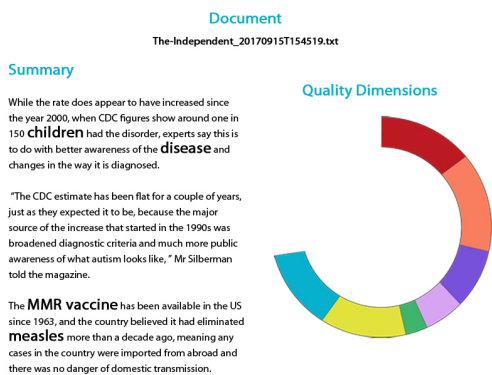 Document
The-Independent_20170915T154519.txt
Summary
Quality Dimensions
While the rate does appear to have increased since
the year 2000, when CDC figures show around one in
150 children had the disorder, experts say this is
to do with better awareness of the disease and
changes in the way it is diagnosed.
“The CDC estimate has been flat for a couple of years,
just as they expected it to be, because the major
source of the increase that started in the 1990s was
broadened diagnostic criteria and much more public
awareness of what autism looks like, ” Mr Silberman
told the magazine.
The MMR vaccine has been available in the US
since 1963, and the country believed it had eliminated
measles more than a decade ago, meaning any
cases in the country were imported from abroad and
there was no danger of domestic transmission.